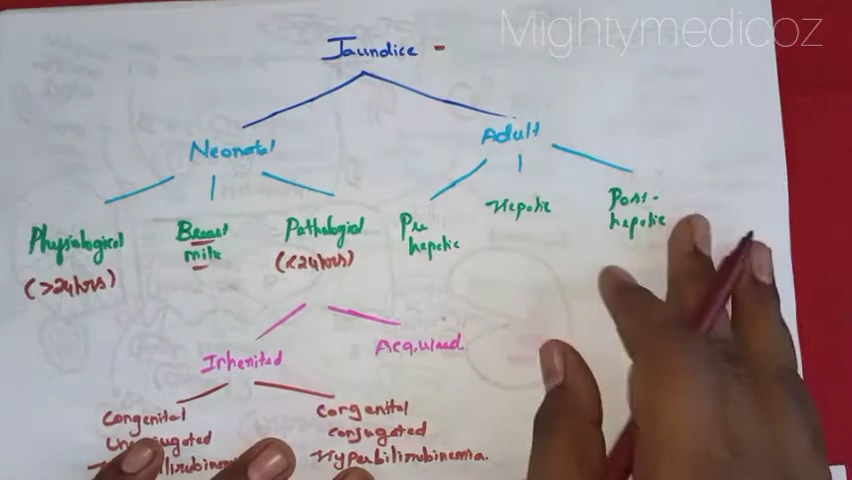 Mightymedicoz
Jaundice -
Neonatal
Adult
Physiological
(>24hrs)
Breast
milk
Pathological
(<24hrs)
Pre
hepatic
Hepatic
Post-
hepatic
Inherited
Acquired
Congenital
Congenital
conjugated
Hyperbilirubinemia.